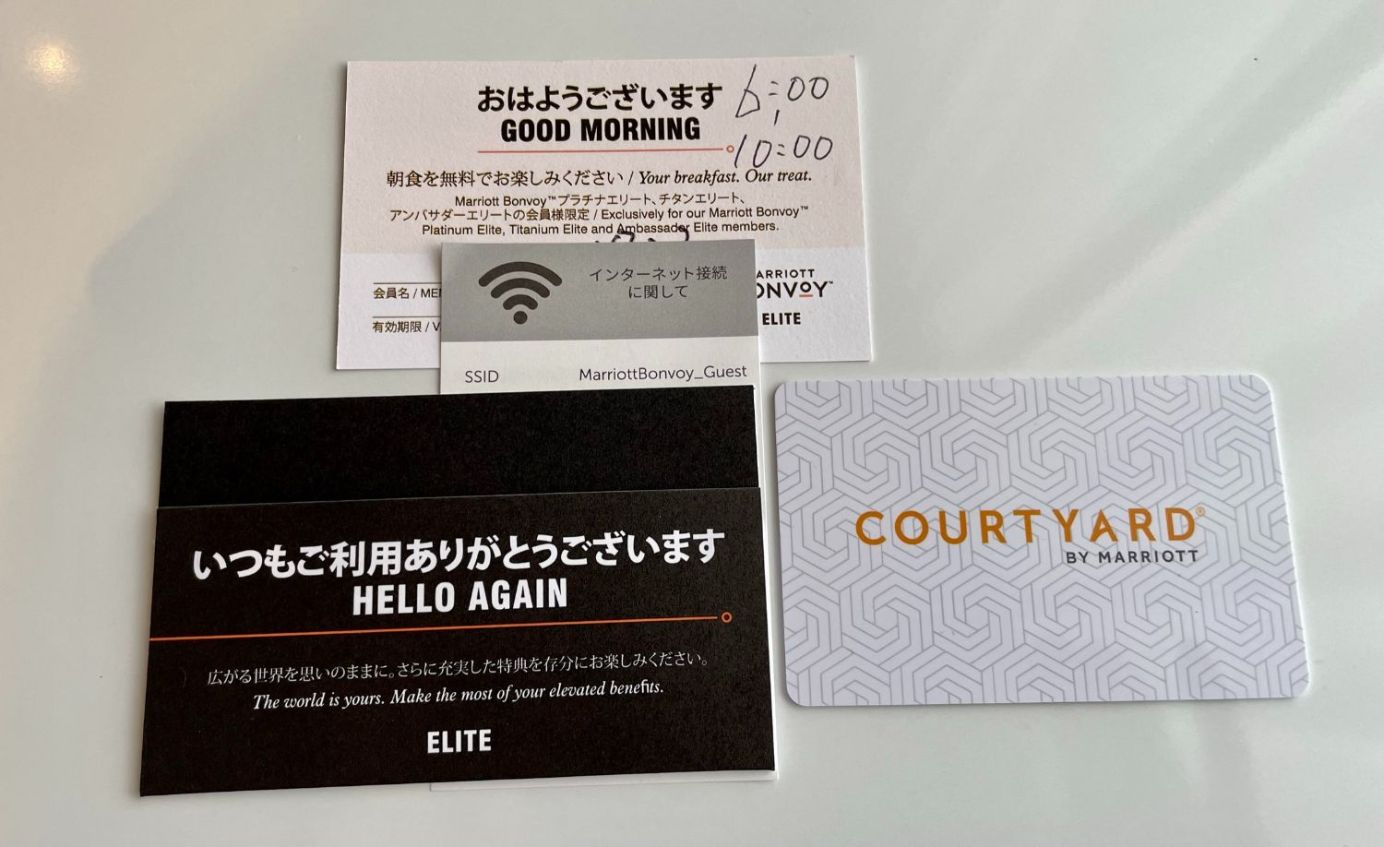 おはようございます
GOOD MORNING
6:00
10:00
朝食を無料でお楽しみください / Your breakfast. Our treat.
Marriott Bonvoy™プラチナエリート、チタンエリート、
アンバサダーエリートの会員様限定 / Exclusively for our Marriott Bonvoy™
Platinum Elite, Titanium Elite and Ambassador Elite members.
会員名 /
有効期限 /
ELITE
インターネット接続
に関して
SSID MarriottBonvoy_Guest
いつもご利用ありがとうございます
HELLO AGAIN
広がる世界を思いのままに。さらに充実した特典を存分にお楽しみください。
The world is yours. Make the most of your elevated benefits.
ELITE
COURTYARD®
BY MARRIOTT